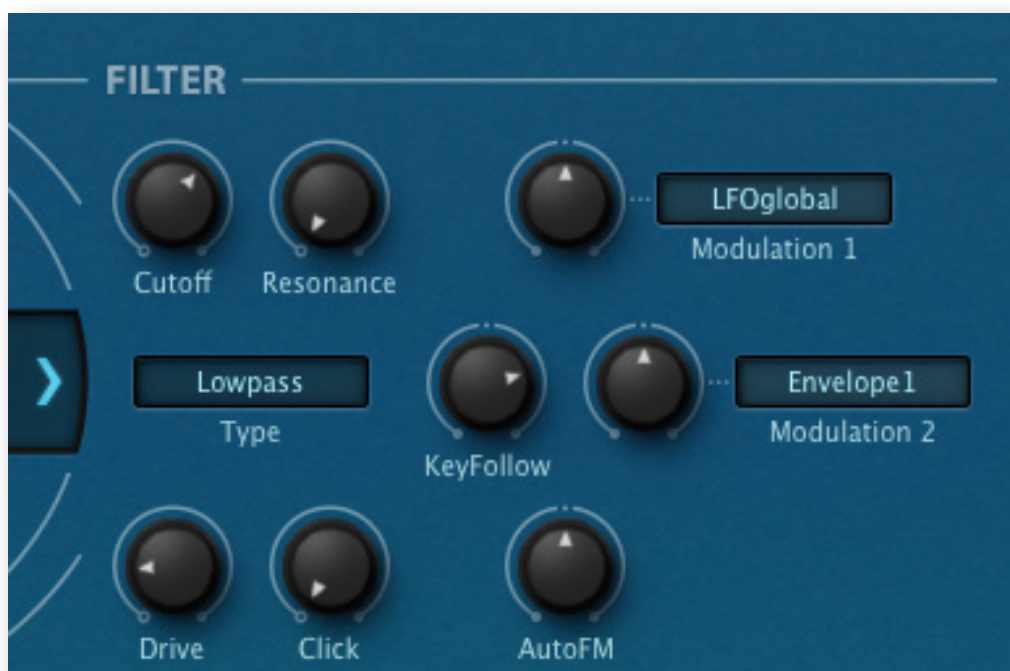 FILTER
Cutoff
Resonance
LFOglobal
Modulation 1
Lowpass
Type
KeyFollow
Envelope1
Modulation 2
Drive
Click
AutoFM